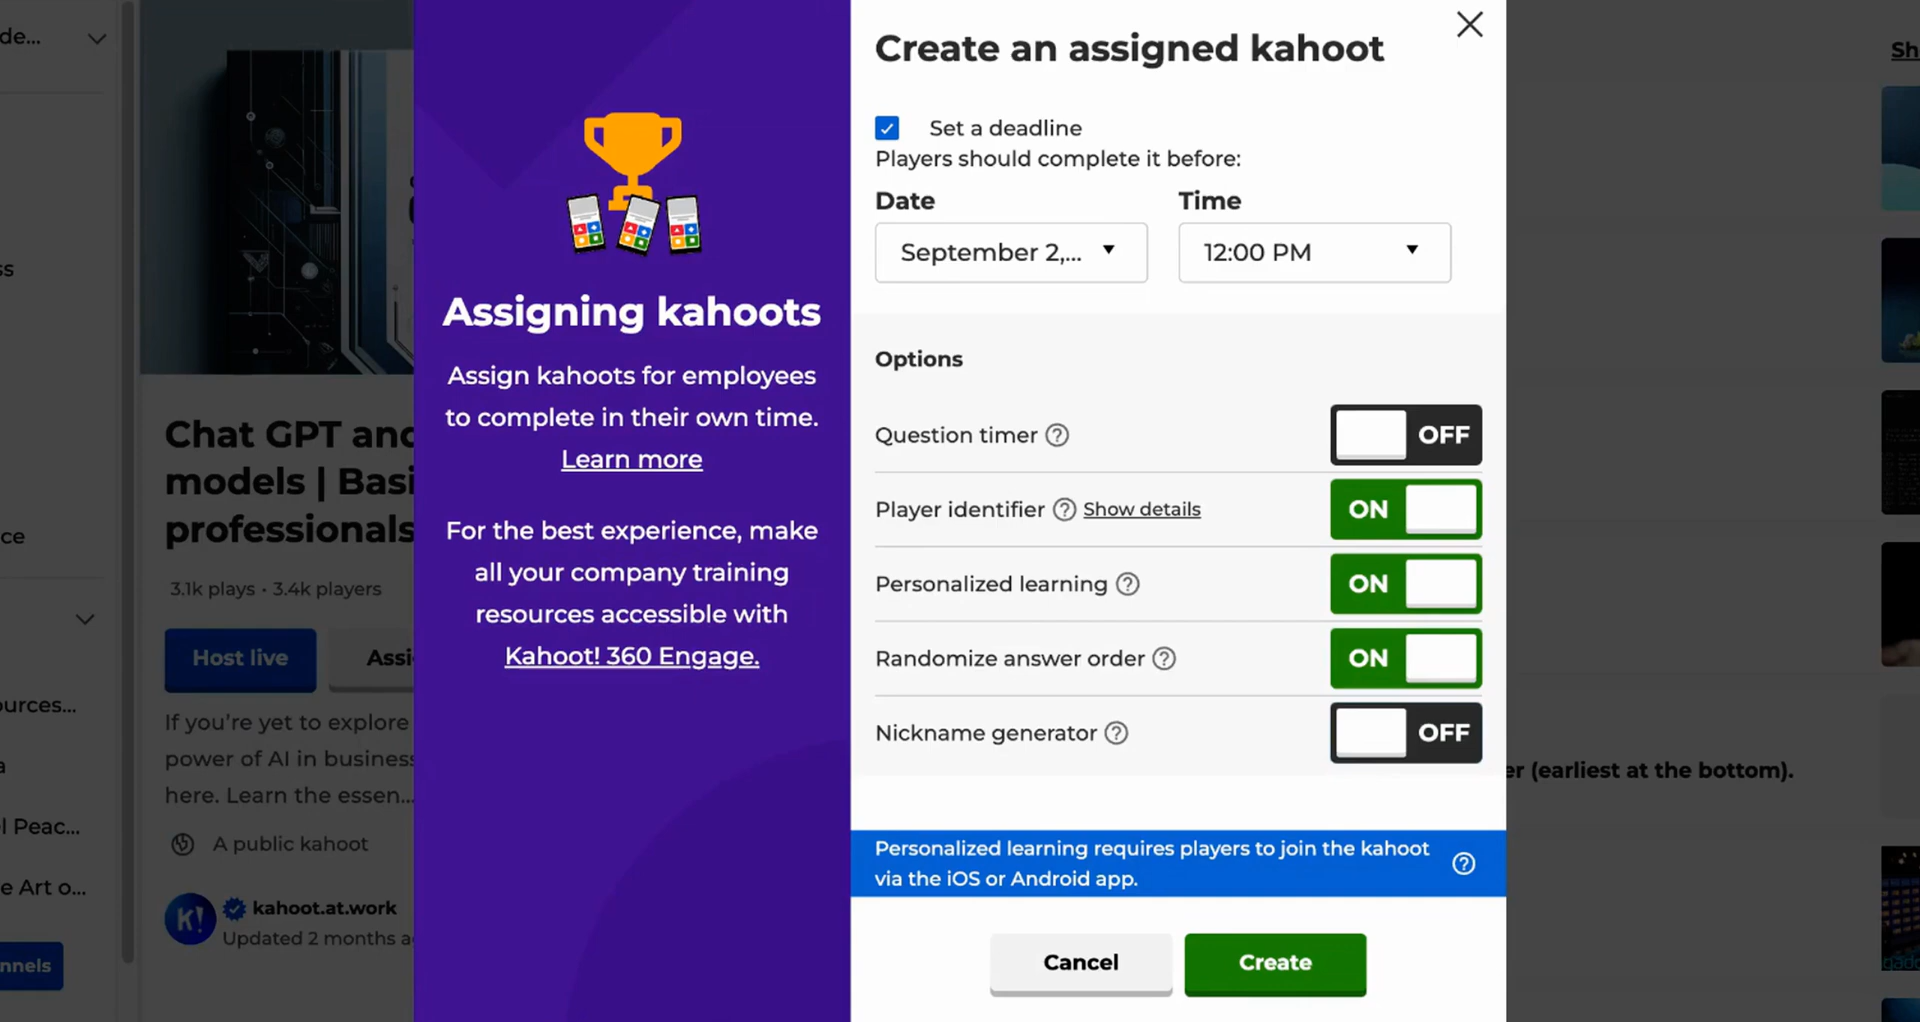 de...
ss
ce
ources...
a
l Peac...
e Art o...
nnels
Chat GPT and
models | Basi
professionals
3.1k plays • 3.4k players
Host live
Assi
If you're yet to explore
power of AI in business
here. Learn the essen...
A public kahoot
K!
kahoot.at.work
Updated 2 months a
Assigning kahoots
Assign kahoots for employees
to complete in their own time.
Learn more
For the best experience, make
all your company training
resources accessible with
Kahoot! 360 Engage.
Create an assigned kahoot
Set a deadline
Players should complete it before:
Date
Time
September 2,...
12:00 PM
Options
Question timer
OFF
Player identifier Show details
ON
Personalized learning
ON
Randomize answer order
ON
Nickname generator
OFF
Personalized learning requires players to join the kahoot
via the iOS or Android app.
Cancel
Create
Sh
er (earliest at the bottom).